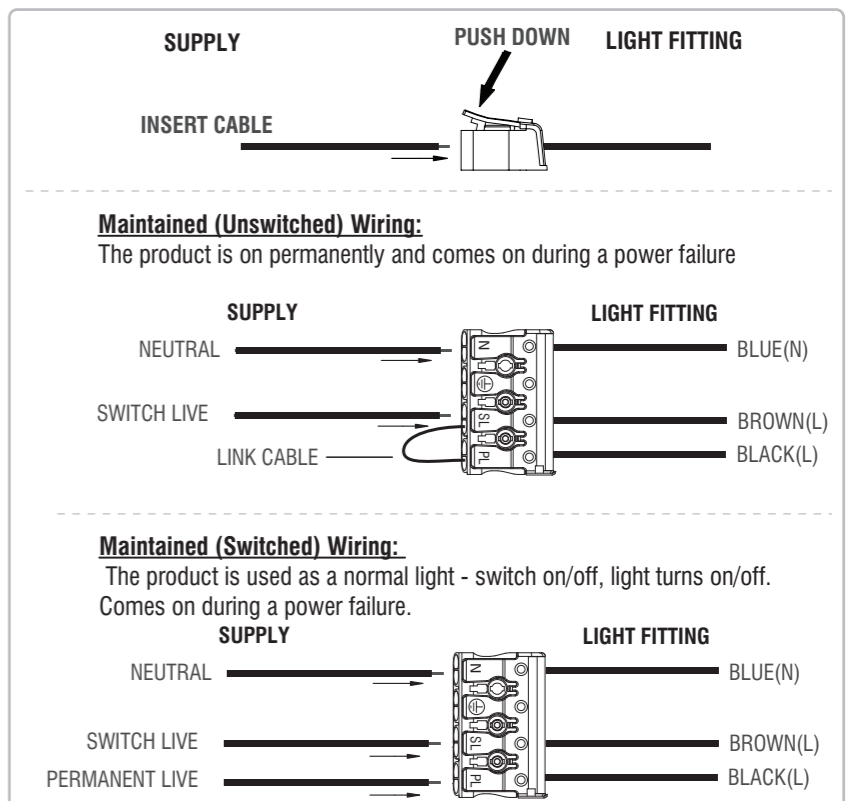 SUPPLY PUSH DOWN LIGHT FITTING
INSERT CABLE
Maintained (Unswitched) Wiring:
The product is on permanently and comes on during a power failure
SUPPLY LIGHT FITTING
NEUTRAL N BLUE(N)
SWITCH LIVE SL BROWN(L)
LINK CABLE PL BLACK(L)
Maintained (Switched) Wiring:
The product is used as a normal light - switch on/off, light turns on/off.
Comes on during a power failure.
SUPPLY LIGHT FITTING
NEUTRAL N BLUE(N)
SWITCH LIVE SL BROWN(L)
PERMANENT LIVE PL BLACK(L)